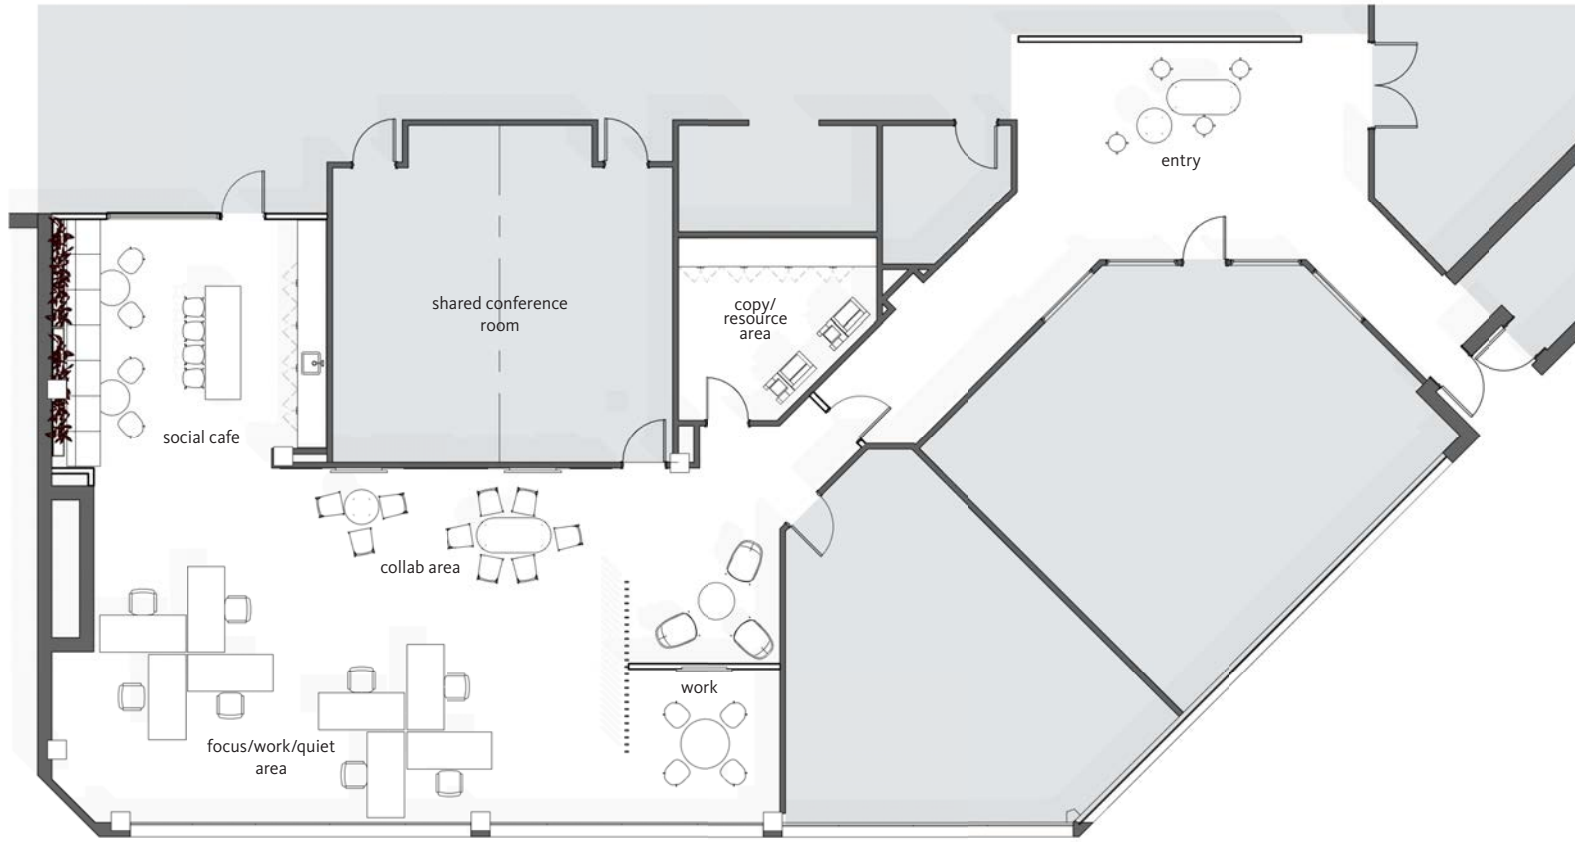 entry
shared conference
room
copy/
resource
area
social cafe
collab area
work
focus/work/quiet
area